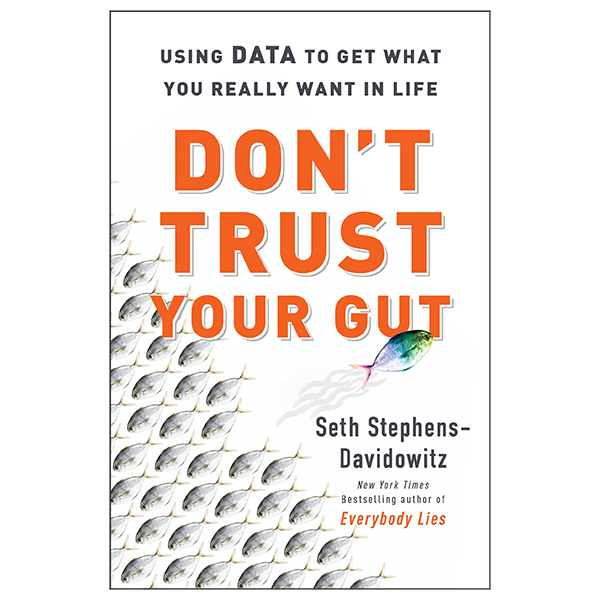 USING DATA TO GET WHAT
YOU REALLY WANT IN LIFE
DON'T
TRUST
YOUR GUT
Seth Stephens-
Davidowitz
New York Times
Bestselling author of
Everybody Lies